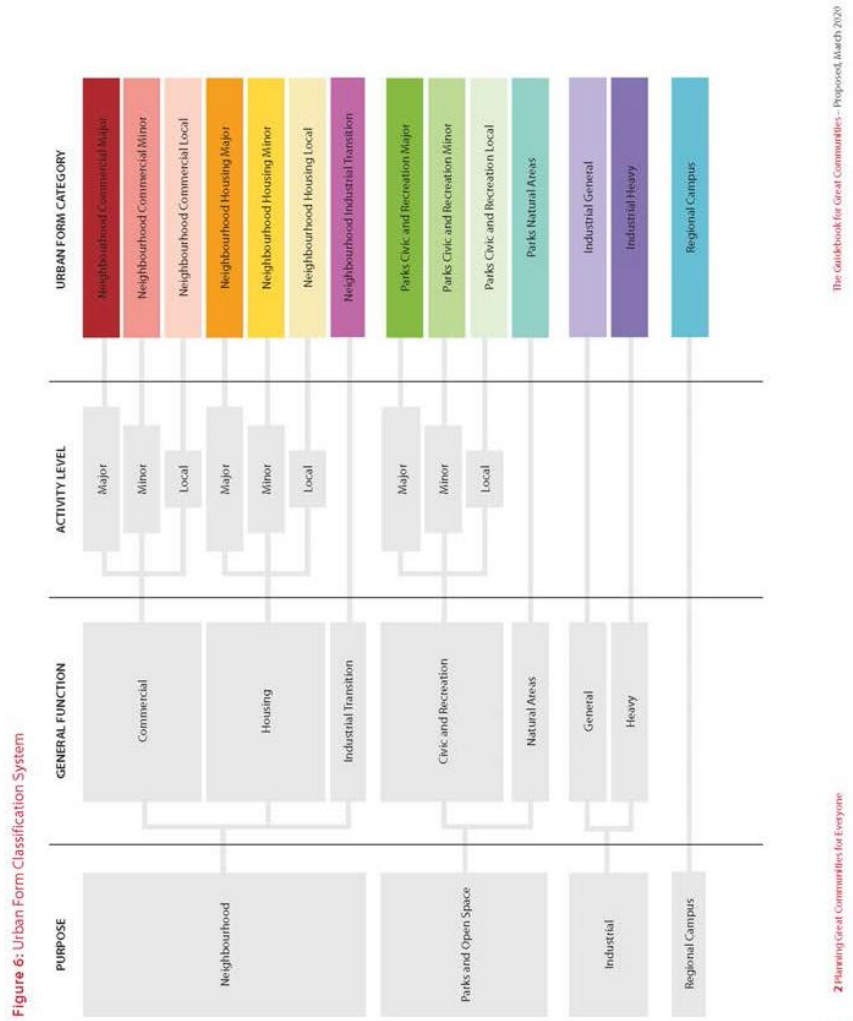 Figure 6: Urban Form Classification System
PURPOSE
GENERAL FUNCTION
ACTIVITY LEVEL
URBAN FORM CATEGORY
Neighbourhood
Commercial
Major
Neighbourhood Commercial Major
Minor
Neighbourhood Commercial Minor
Local
Neighbourhood Commercial Local
Housing
Major
Neighbourhood Housing Major
Minor
Neighbourhood Housing Minor
Local
Neighbourhood Housing Local
Industrial Transition
Neighbourhood Industrial Transition
Parks and Open Space
Civic and Recreation
Major
Parks Civic and Recreation Major
Minor
Parks Civic and Recreation Minor
Local
Parks Civic and Recreation Local
Natural Areas
Parks Natural Areas
Industrial
General
Industrial General
Heavy
Industrial Heavy
Regional Campus
Regional Campus
2 Planning Great Communities for Everyone
The Guidebook for Great Communities – Proposed, March 2020